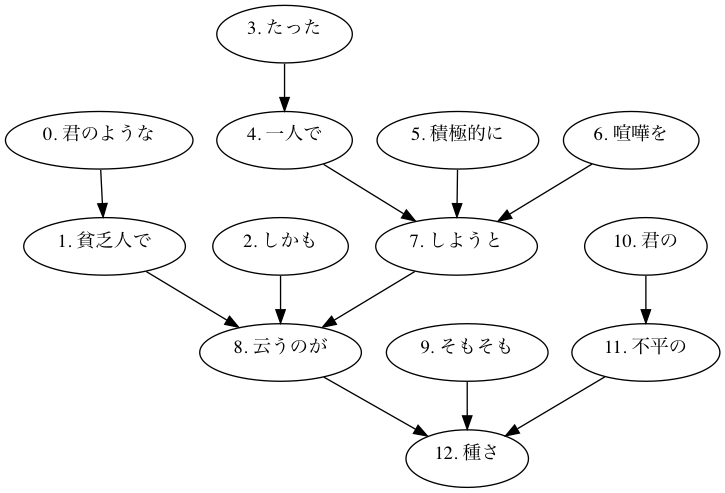 3. たった
0. 君のような
4. 一人で
5. 積極的に
6. 喧嘩を
1. 貧乏人で
2. しかも
7. しようと
10. 君の
8. 云うのが
9. そもそも
11. 不平の
12. 種さ